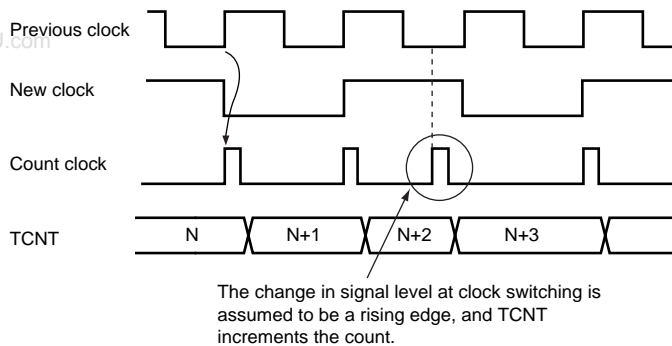 Previous clock
U.com
New clock
Count clock
TCNT
N
N+1
N+2
N+3
The change in signal level at clock switching is
assumed to be a rising edge, and TCNT
increments the count.